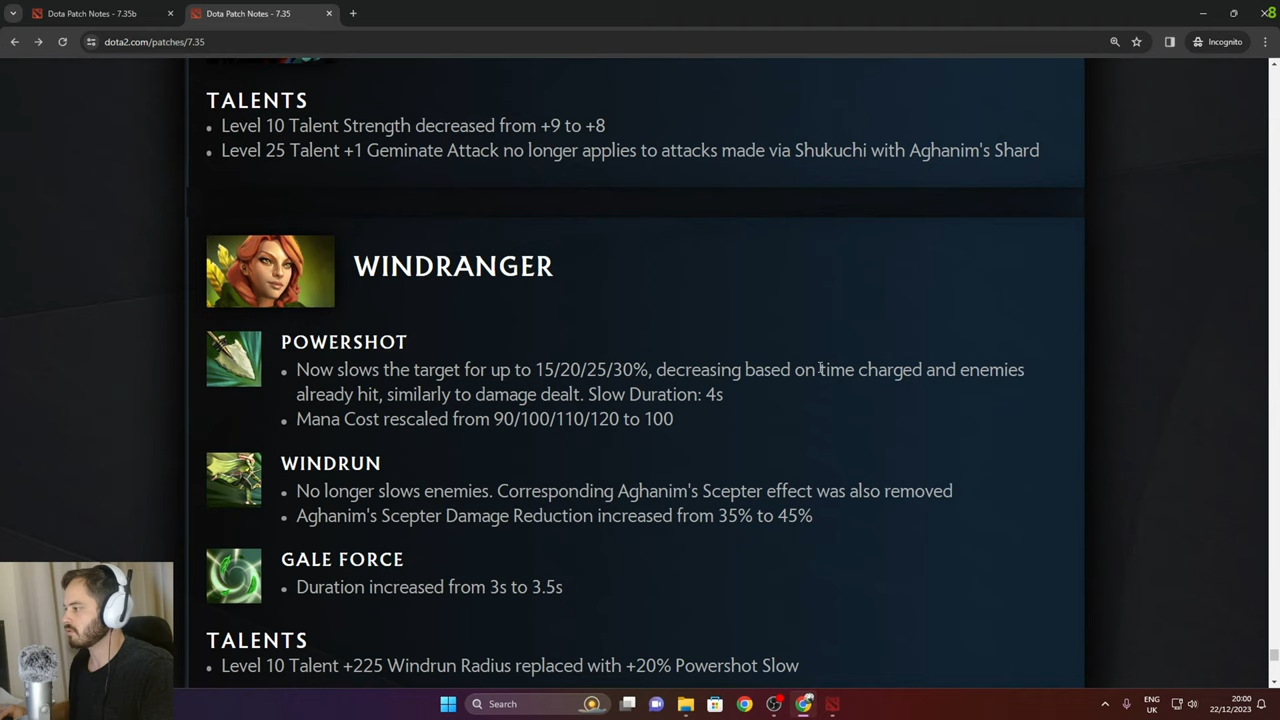 Dota Patch Notes - 7.35b
Dota Patch Notes - 7.35
8
dota2.com/patches/7.35
Incognito
TALENTS
Level 10 Talent Strength decreased from +9 to +8
Level 25 Talent +1 Geminate Attack no longer applies to attacks made via Shukuchi with Aghanim's Shard
WINDRANGER
POWERSHOT
Now slows the target for up to 15/20/25/30%, decreasing based on time charged and enemies
already hit, similarly to damage dealt. Slow Duration: 4s
Mana Cost rescaled from 90/100/110/120 to 100
WINDRUN
No longer slows enemies. Corresponding Aghanim's Scepter effect was also removed
Aghanim's Scepter Damage Reduction increased from 35% to 45%
GALE FORCE
Duration increased from 3s to 3.5s
TALENTS
Level 10 Talent +225 Windrun Radius replaced with +20% Powershot Slow
Search
ENG
UK
20:00
22/12/2023